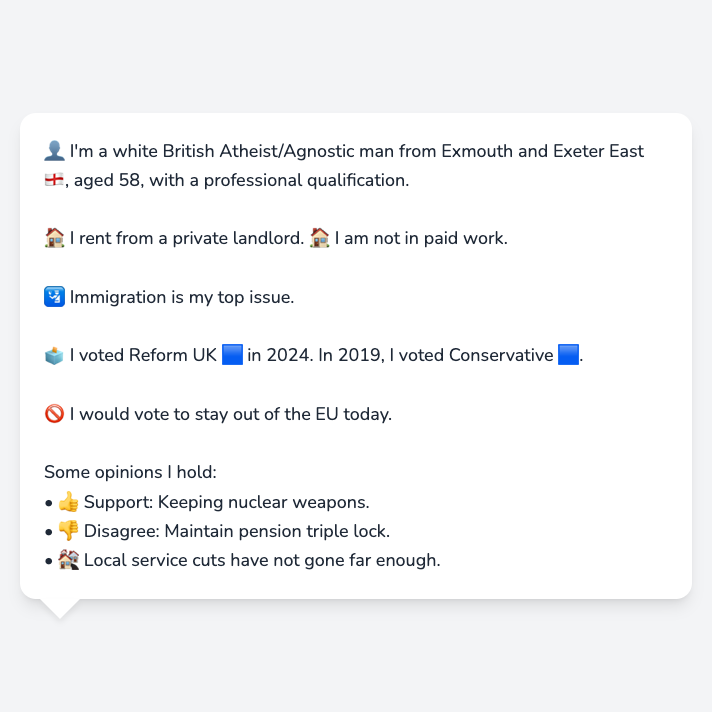 👤 I'm a white British Atheist/Agnostic man from Exmouth and Exeter East
🏴󠁧󠁢󠁥󠁮󠁧󠁿, aged 58, with a professional qualification.
🏠 I rent from a private landlord. 🏠 I am not in paid work.
🛂 Immigration is my top issue.
🗳️ I voted Reform UK 🟦 in 2024. In 2019, I voted Conservative 🟦.
🚫 I would vote to stay out of the EU today.
Some opinions I hold:
• 👍 Support: Keeping nuclear weapons.
• 👎 Disagree: Maintain pension triple lock.
• 🏚️ Local service cuts have not gone far enough.